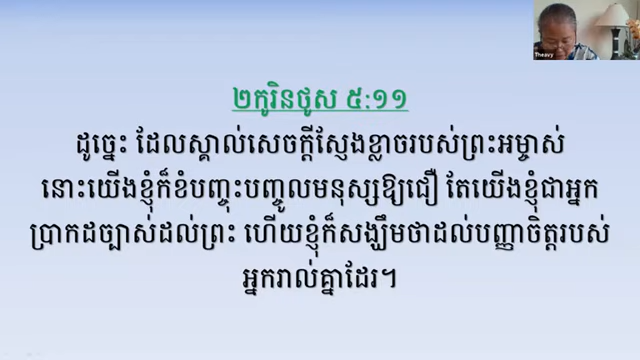 Theavy
២កូរិនថូស ៥:១១
ដូច្នេះ ដែលស្គាល់សេចក្ដីស្ញែងខ្លាចរបស់ព្រះអម្ចាស់
នោះយើងខ្ញុំក៏ខំបញ្ចុះបញ្ចូលមនុស្សឱ្យជឿ តែយើងខ្ញុំជាអ្នក
ប្រាកដច្បាស់ដល់ព្រះ ហើយខ្ញុំក៏សង្ឃឹមថាដល់បញ្ញាចិត្តរបស់
អ្នករាល់គ្នាដែរ។